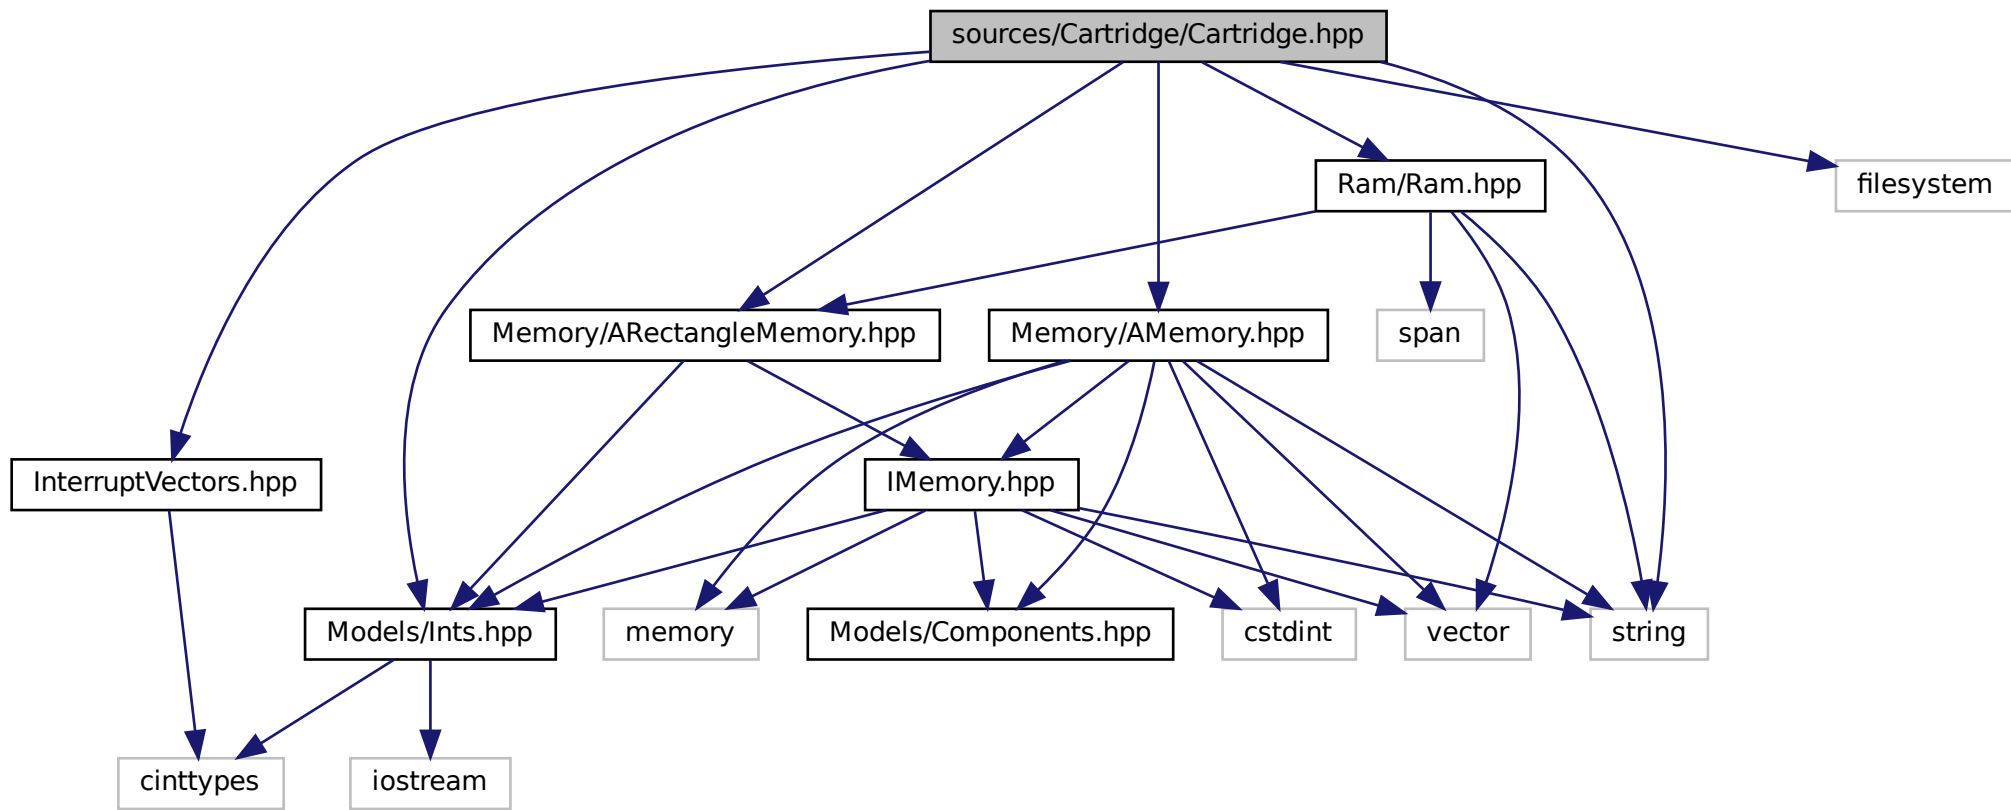 sources/Cartridge/Cartridge.hpp
Ram/Ram.hpp
filesystem
Memory/ARectangleMemory.hpp
Memory/AMemory.hpp
span
InterruptVectors.hpp
IMemory.hpp
Models/Ints.hpp
memory
Models/Components.hpp
cstdint
vector
string
cinttypes
iostream